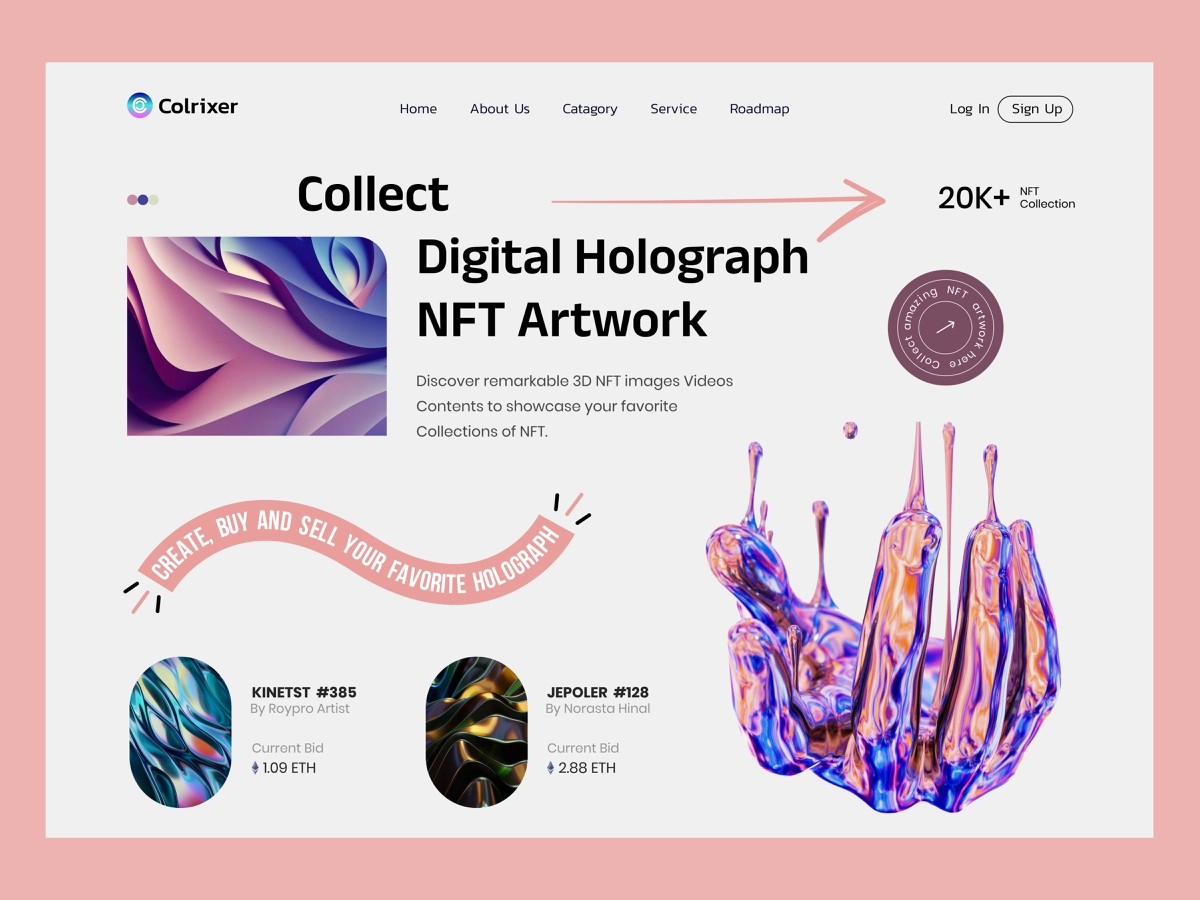 Colrixer
Home
About Us
Catagory
Service
Roadmap
Log In
Sign Up
Collect
20K+
NFT
Collection
Digital Holograph
NFT Artwork
Collect amazing NFT artwork here
Discover remarkable 3D NFT images Videos
Contents to showcase your favorite
Collections of NFT.
CREATE, BUY AND SELL YOUR FAVORITE HOLOGRAPH
KINETST #385
By Roypro Artist
Current Bid
1.09 ETH
JEPOLER #128
By Norasta Hinal
Current Bid
2.88 ETH